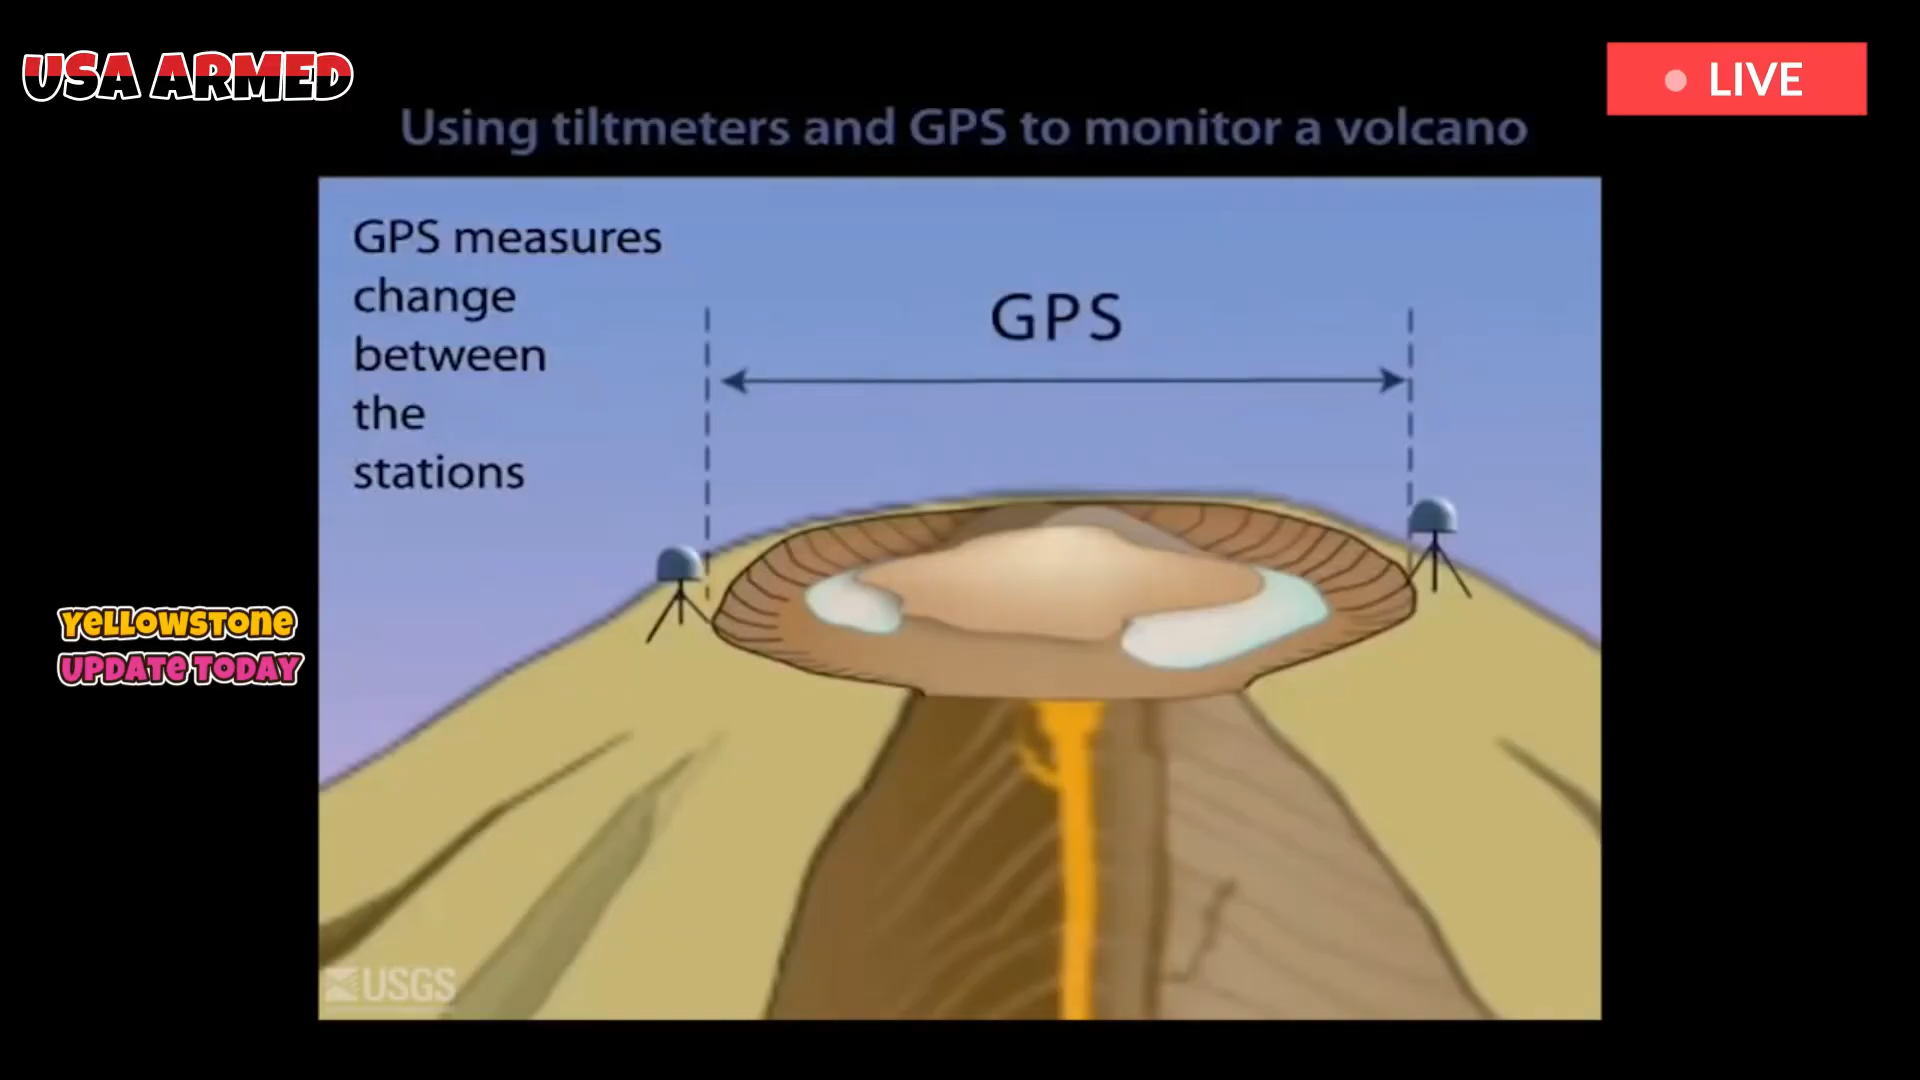 USA ARMED
LIVE
Using tiltmeters and GPS to monitor a volcano
GPS measures
change
between
the
stations
GPS
YELLOWSTONE
UPDATE TODAY
USGS